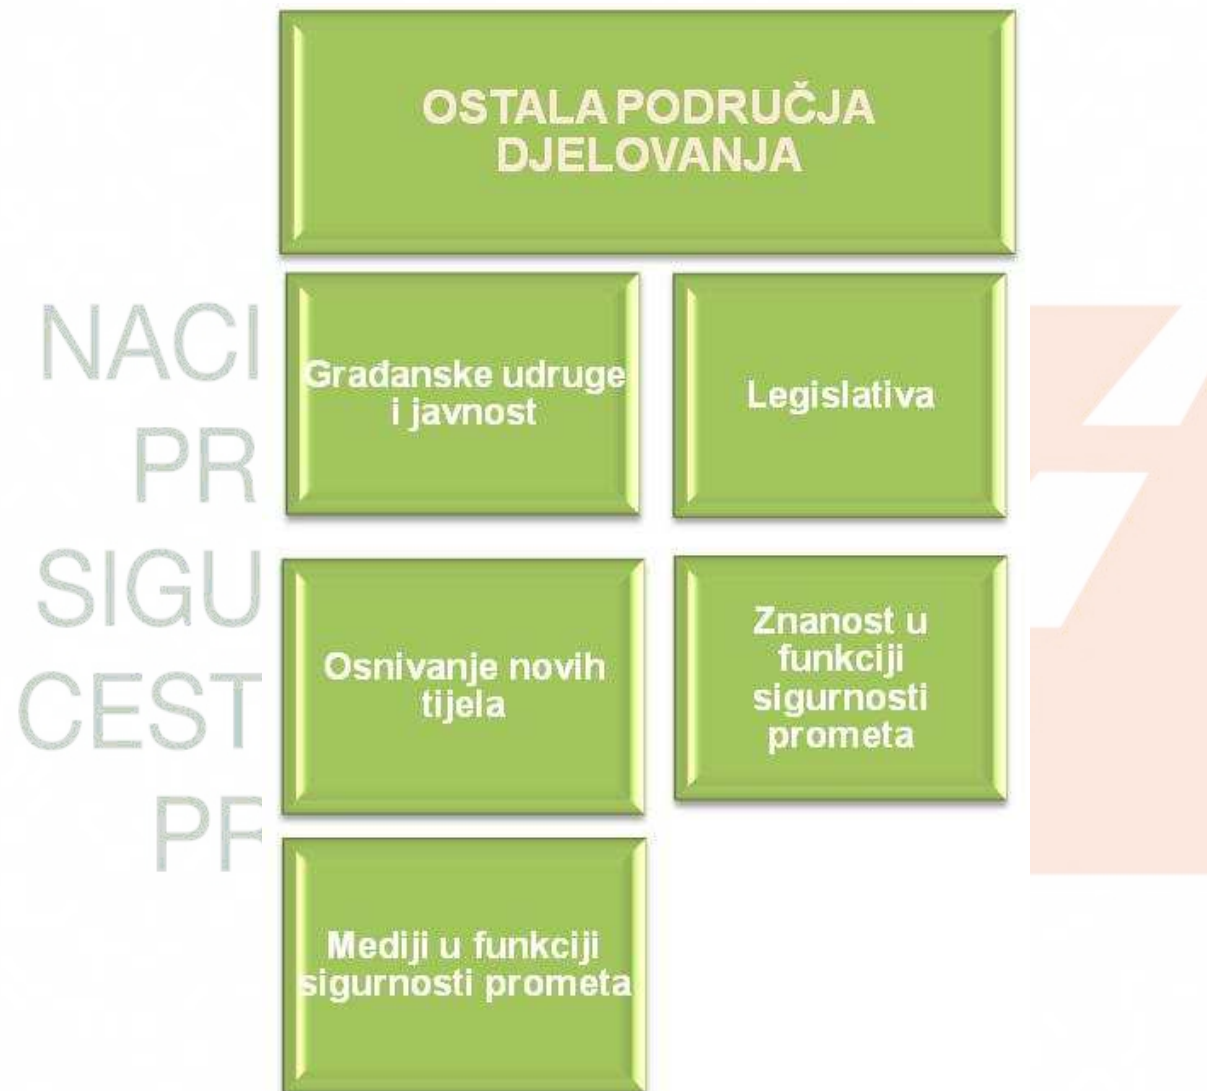 OSTALA PODRUČJA
DJELOVANJA
Građanske udruge
i javnost
Legislativa
Osnivanje novih
tijela
Znanost u
funkciji
sigurnosti
prometa
Mediji u funkciji
sigurnosti prometa
NACI
PR
SIGU
CEST
PR